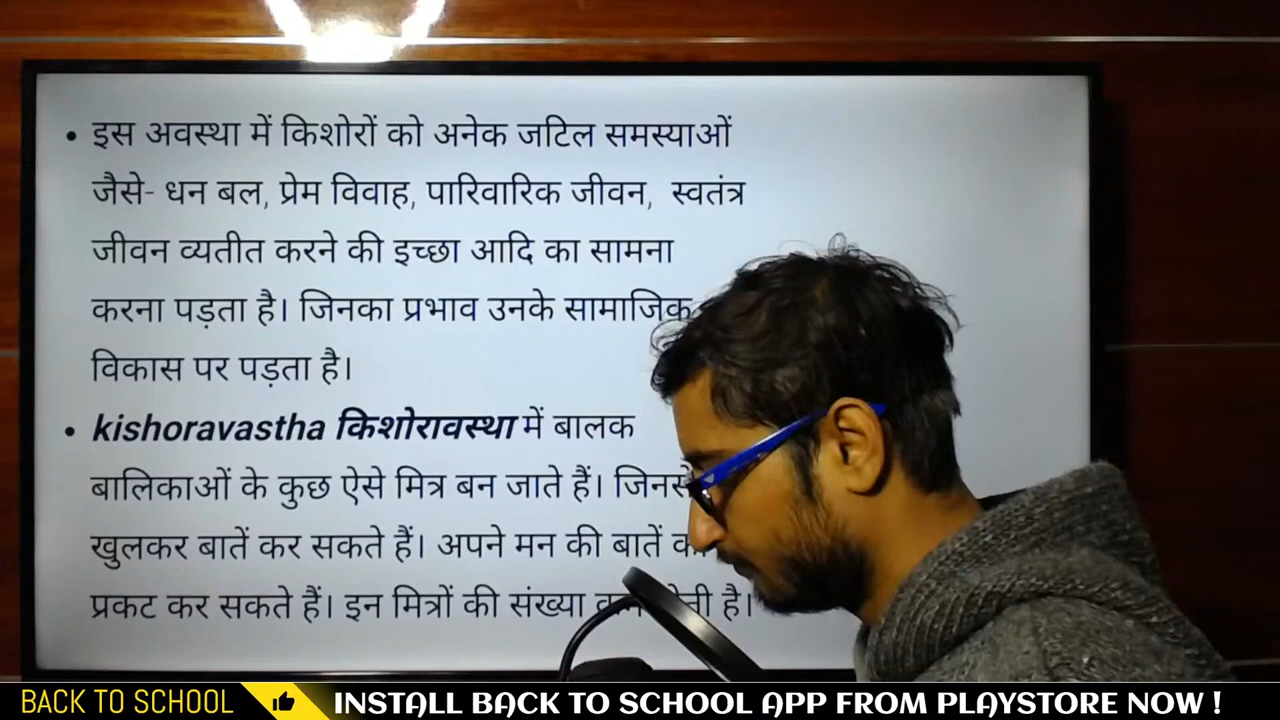 • इस अवस्था में किशोरों को अनेक जटिल समस्याओं
जैसे- धन बल, प्रेम विवाह, पारिवारिक जीवन, स्वतंत्र
जीवन व्यतीत करने की इच्छा आदि का सामना
करना पड़ता है। जिनका प्रभाव उनके सामाजिक
विकास पर पड़ता है।
• kishoravastha किशोरावस्था में बालक
बालिकाओं के कुछ ऐसे मित्र बन जाते हैं।
खुलकर बातें कर सकते हैं। अपने मन की बातें
प्रकट कर सकते हैं। इन मित्रों की संख्या है।
BACK TO SCHOOL INSTALL BACK TO SCHOOL APP FROM PLAYSTORE NOW !